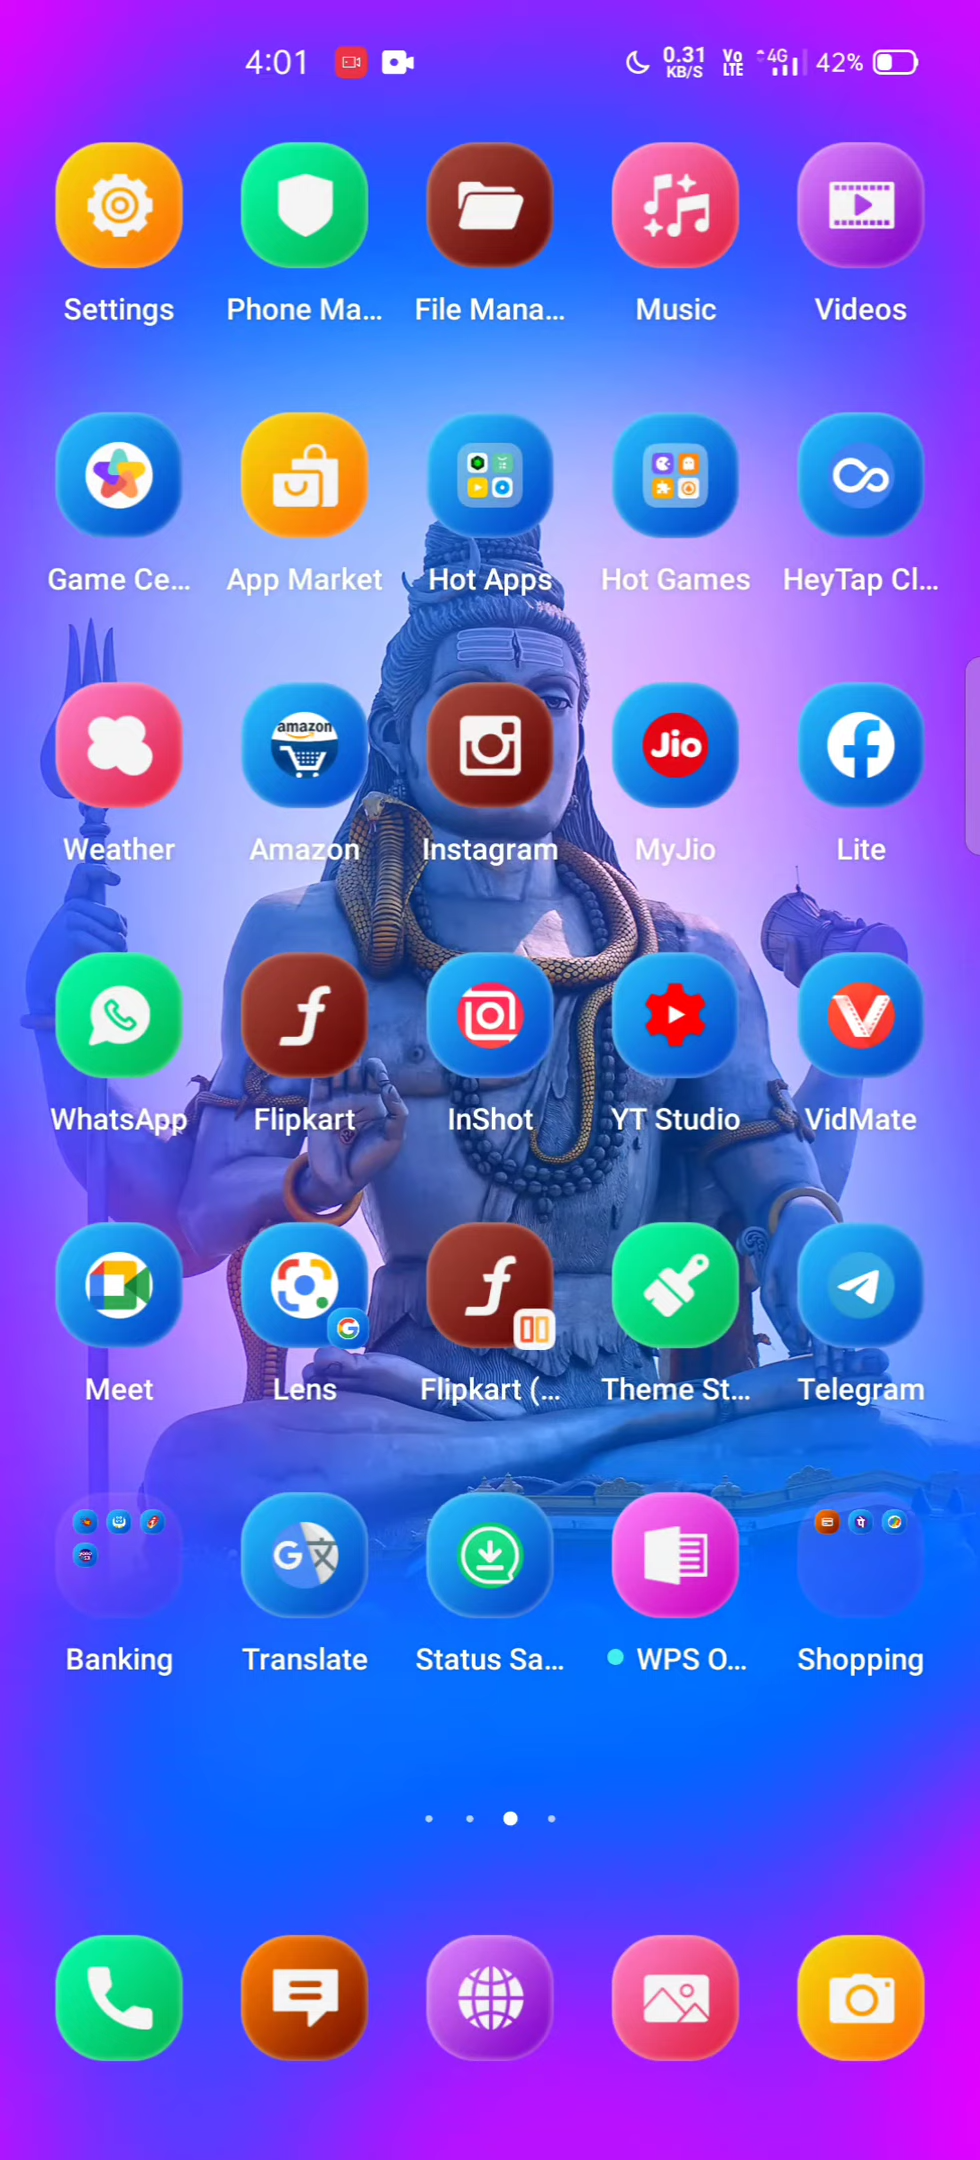 4:01 0.31 KB/S Vo LTE 4G 42%
Settings Phone Ma... File Mana... Music Videos
Game Ce... App Market Hot Apps Hot Games HeyTap Cl...
amazon Jio
Weather Amazon Instagram MyJio Lite
WhatsApp Flipkart InShot YT Studio VidMate
Meet Lens Flipkart (... Theme St... Telegram
Banking Translate Status Sa... WPS O... Shopping